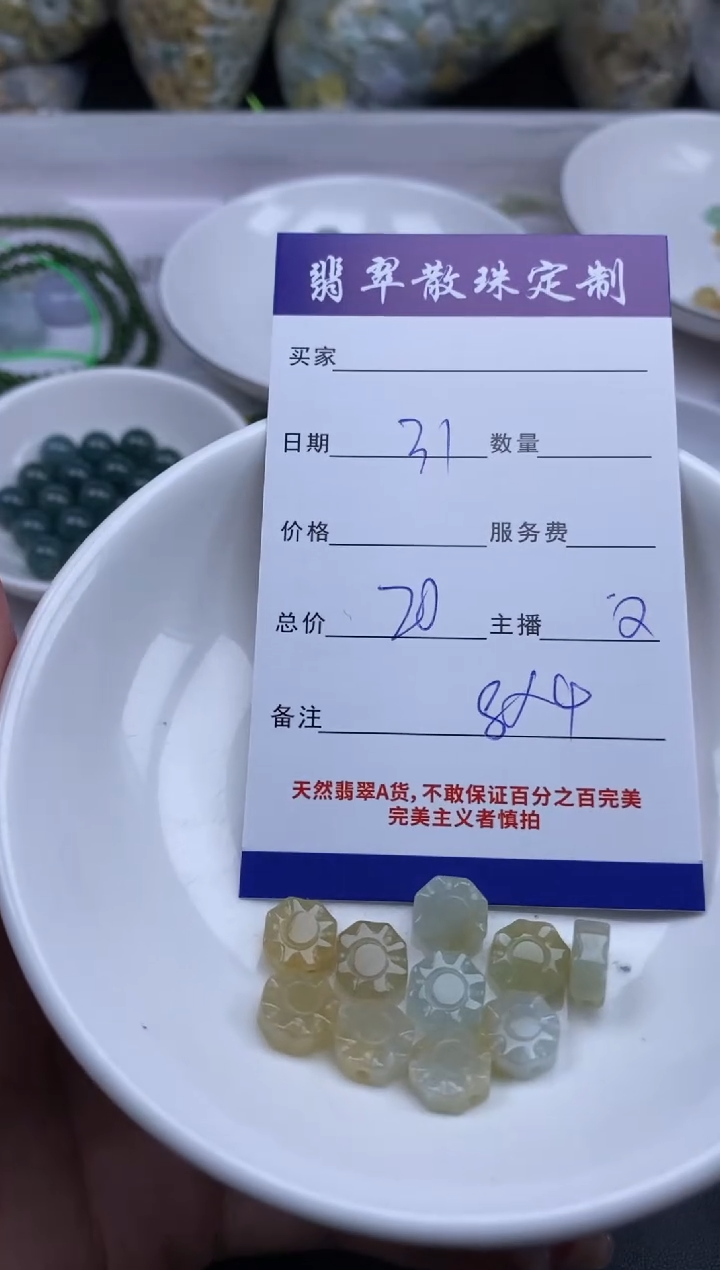 翡翠散珠定制
买家
日期 31 数量
价格 服务费
总价 20 主播 2
备注
天然翡翠A货,不敢保证百分之百完美
完美主义者慎拍